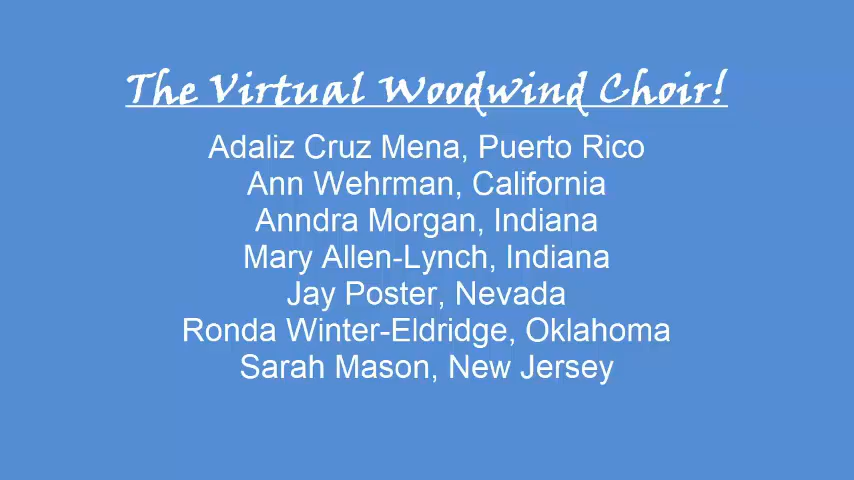 The Virtual Woodwind Choir!
Adaliz Cruz Mena, Puerto Rico
Ann Wehrman, California
Anndra Morgan, Indiana
Mary Allen-Lynch, Indiana
Jay Poster, Nevada
Ronda Winter-Eldridge, Oklahoma
Sarah Mason, New Jersey